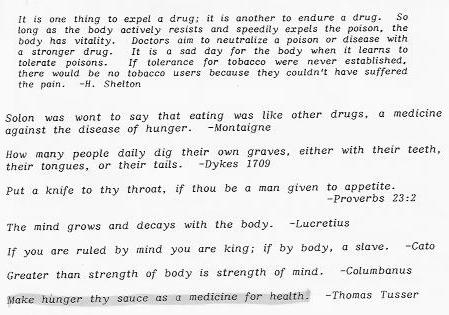 It is one thing to expel a drug; it is another to endure a drug. So
long as the body actively resists and speedily expels the poison, the
body has vitality. Doctors aim to neutralize a poison or disease with
a stronger drug. It is a sad day for the body when it learns to
tolerate poisons. If tolerance for tobacco were never established,
there would be no tobacco users because they couldn't have suffered
the pain. -H. Shelton
Solon was wont to say that eating was like other drugs, a medicine
against the disease of hunger. -Montaigne
How many people daily dig their own graves, either with their teeth,
their tongues, or their tails. -Dykes 1709
Put a knife to thy throat, if thou be a man given to appetite.
-Proverbs 23:2
The mind grows and decays with the body. -Lucretius
If you are ruled by mind you are king; if by body, a slave. -Cato
Greater than strength of body is strength of mind. -Columbanus
Make hunger thy sauce as a medicine for health. -Thomas Tusser